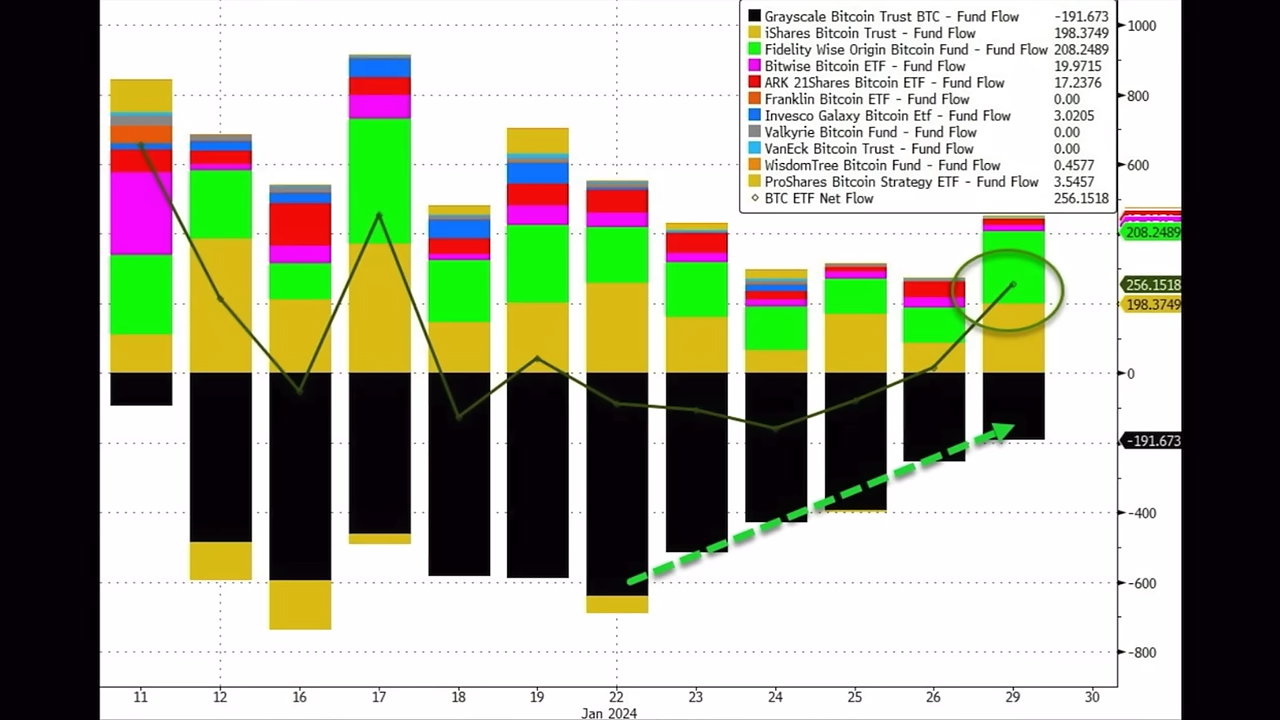 Grayscale Bitcoin Trust BTC - Fund Flow -191.673
iShares Bitcoin Trust - Fund Flow 198.3749
Fidelity Wise Origin Bitcoin Fund - Fund Flow 208.2489
Bitwise Bitcoin ETF - Fund Flow 19.9715
ARK 21Shares Bitcoin ETF - Fund Flow 17.2376
Franklin Bitcoin ETF - Fund Flow 0.00
Invesco Galaxy Bitcoin Etf - Fund Flow 3.0205
Valkyrie Bitcoin Fund - Fund Flow 0.00
VanEck Bitcoin Trust - Fund Flow 0.00
WisdomTree Bitcoin Fund - Fund Flow 0.4577
ProShares Bitcoin Strategy ETF - Fund Flow 3.5457
BTC ETF Net Flow 256.1518
1000
800
600
208.2489
256.1518
198.3749
0
-191.673
-400
-600
-800
11 12 16 17 18 19 22 23 24 25 26 29 30
Jan 2024